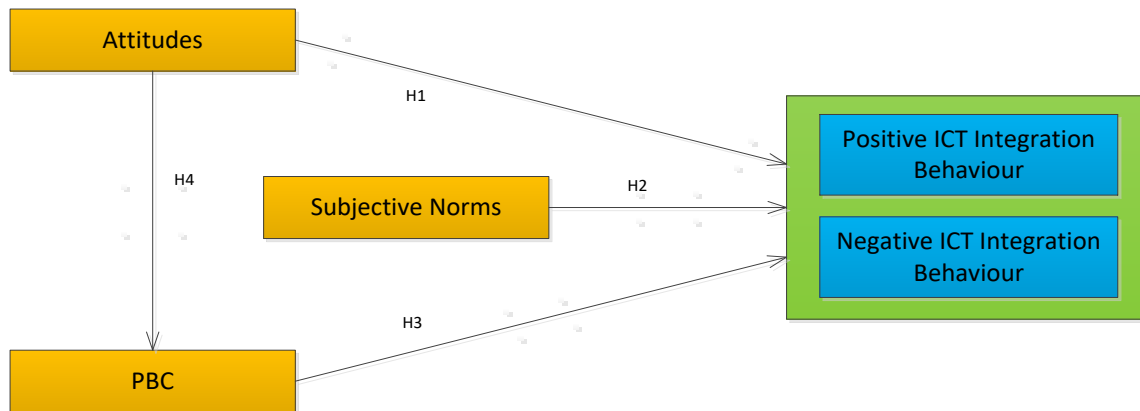 Attitudes
H1
Positive ICT Integration
Behaviour
H4
H2
Subjective Norms
Negative ICT Integration
Behaviour
H3
PBC